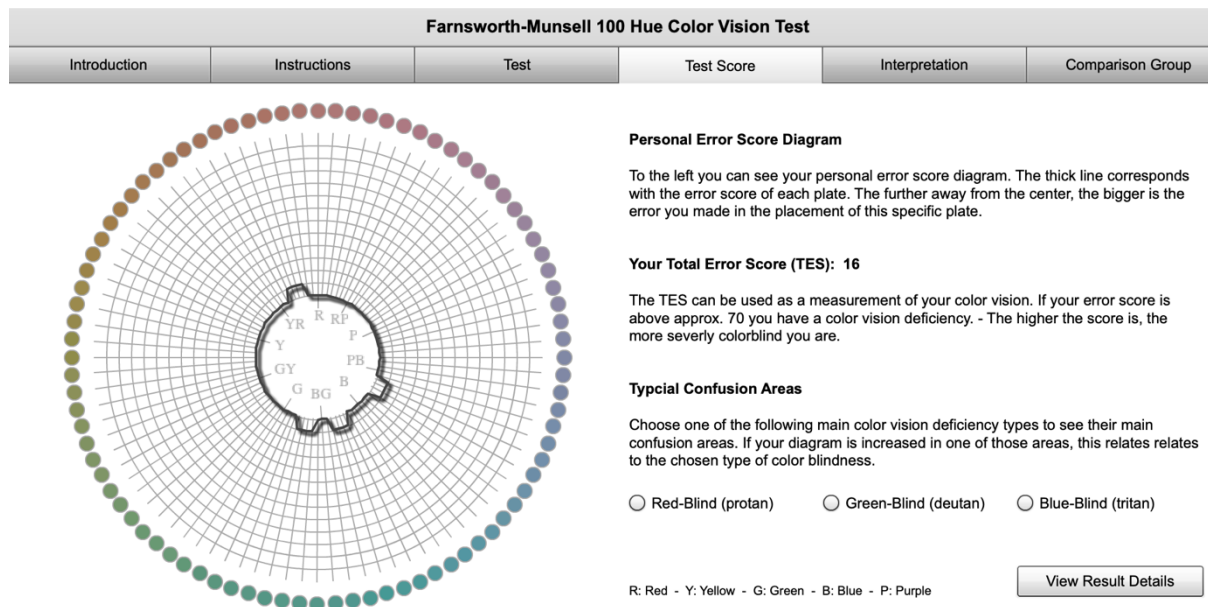 Farnsworth-Munsell 100 Hue Color Vision Test
Introduction
Instructions
Test
Test Score
Interpretation
Comparison Group
R
RP
P
PB
B
BG
G
GY
Y
YR
Personal Error Score Diagram
To the left you can see your personal error score diagram. The thick line corresponds
with the error score of each plate. The further away from the center, the bigger is the
error you made in the placement of this specific plate.
Your Total Error Score (TES): 16
The TES can be used as a measurement of your color vision. If your error score is
above approx. 70 you have a color vision deficiency. - The higher the score is, the
more severly colorblind you are.
Typcial Confusion Areas
Choose one of the following main color vision deficiency types to see their main
confusion areas. If your diagram is increased in one of those areas, this relates relates
to the chosen type of color blindness.
Red-Blind (protan)
Green-Blind (deutan)
Blue-Blind (tritan)
R: Red - Y: Yellow - G: Green - B: Blue - P: Purple
View Result Details